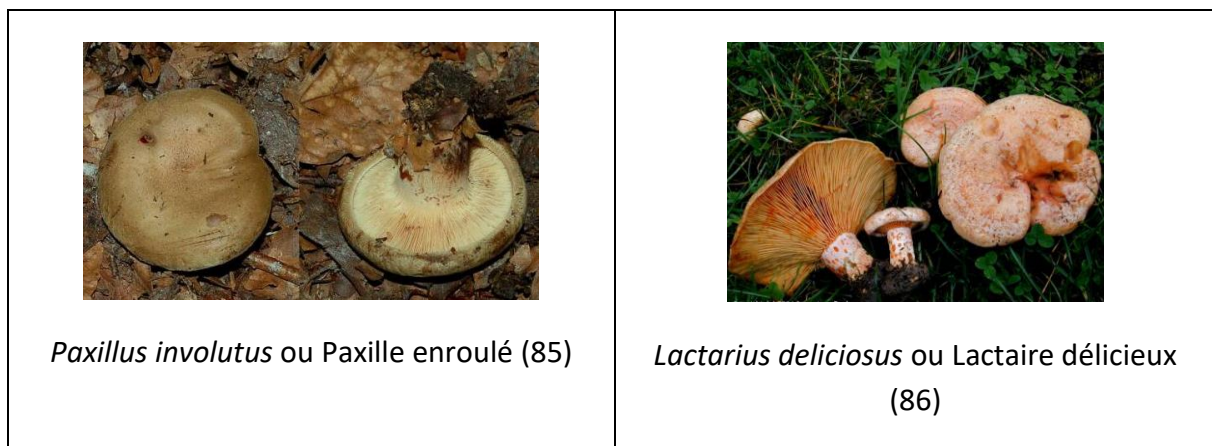 Paxillus involutus ou Paxille enroulé (85)
Lactarius deliciosus ou Lactaire délicieux
(86)